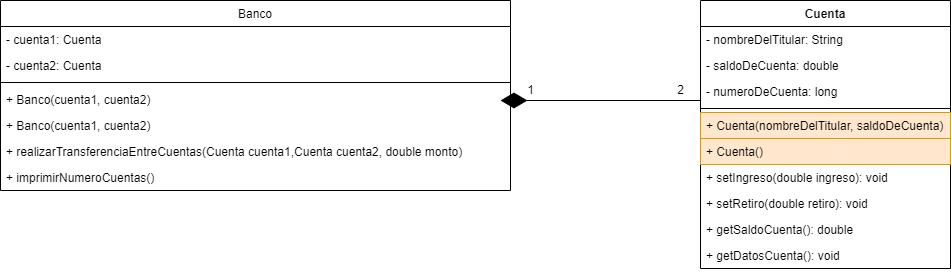 Banco
- cuenta1: Cuenta
- cuenta2: Cuenta
+ Banco(cuenta1, cuenta2)
+ Banco(cuenta1, cuenta2)
+ realizarTransferenciaEntreCuentas(Cuenta cuenta1,Cuenta cuenta2, double monto)
+ imprimirNumeroCuentas()
1
2
Cuenta
- nombreDelTitular: String
- saldoDeCuenta: double
- numeroDeCuenta: long
+ Cuenta(nombreDelTitular, saldoDeCuenta)
+ Cuenta()
+ setIngreso(double ingreso): void
+ setRetiro(double retiro): void
+ getSaldoCuenta(): double
+ getDatosCuenta(): void